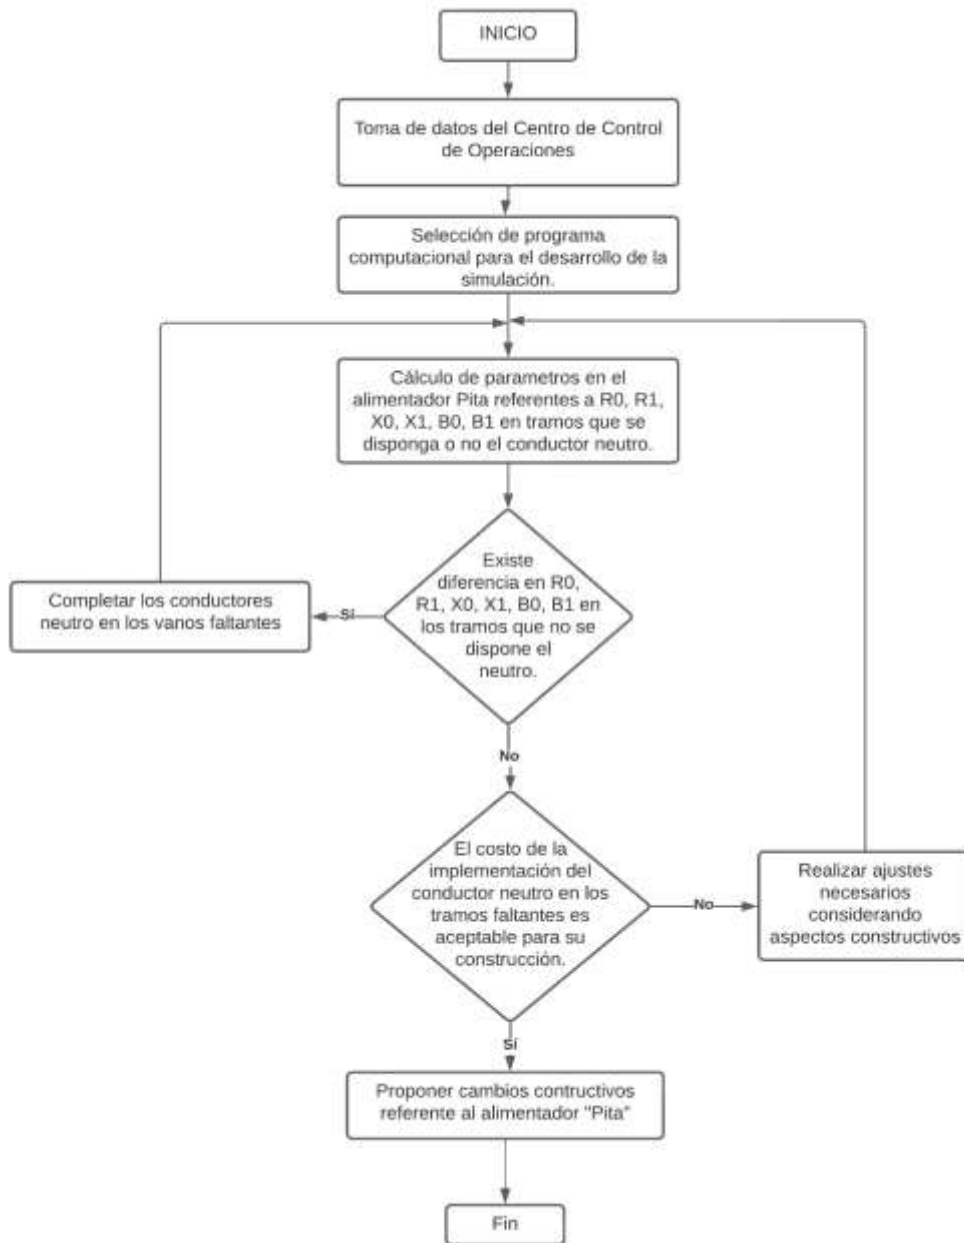 INICIO
Toma de datos del Centro de Control
de Operaciones
Selección de programa
computacional para el desarrollo de la
simulación.
Cálculo de parametros en el
alimentador Pita referentes a R0, R1,
X0, X1, B0, B1 en tramos que se
disponga o no el conductor neutro.
Existe
diferencia en R0,
R1, X0, X1, B0, B1 en
los tramos que no se
dispone el
neutro.
Sí
Completar los conductores
neutro en los vanos faltantes
No
El costo de la
implementación del
conductor neutro en los
tramos faltantes es
aceptable para su
construcción.
No
Realizar ajustes
necesarios
considerando
aspectos constructivos
Sí
Proponer cambios contructivos
referente al alimentador "Pita"
Fin